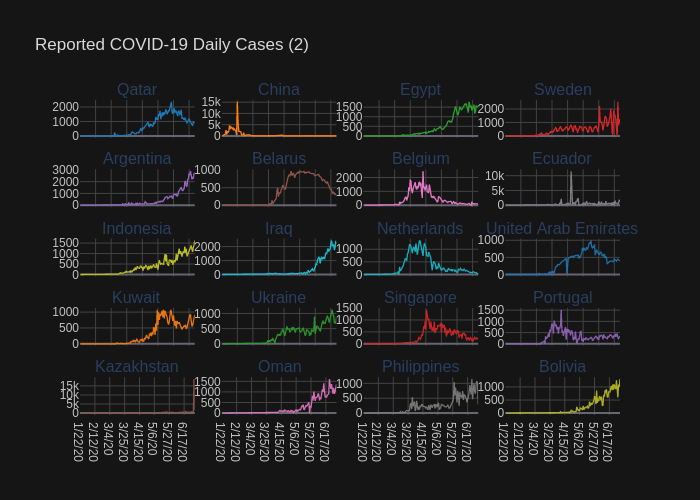 Reported COVID-19 Daily Cases (2)
Qatar China Egypt Sweden
2000 15k 1500 2000
1000 10k 1000 1000
0 5k 500 0
0 0
Argentina Belarus Belgium Ecuador
3000 1000 2000 10k
2000 500 1000 5k
1000 0 0 0
0
Indonesia Iraq Netherlands United Arab Emirates
1500 2000 1000 1000
1000 1000 500 500
500 0 0 0
0
Kuwait Ukraine Singapore Portugal
1000 1000 1500 1500
500 500 1000 1000
0 0 500 500
0 0
Kazakhstan Oman Philippines Bolivia
15k 1500 1000 1000
10k 1000 500 500
5k 500 0 0
0 0
1/22/20 2/12/20 3/4/20 3/25/20 4/15/20 5/6/20 5/27/20 6/17/20 1/22/20 2/12/20 3/4/20 3/25/20 4/15/20 5/6/20 5/27/20 6/17/20 1/22/20 2/12/20 3/4/20 3/25/20 4/15/20 5/6/20 5/27/20 6/17/20 1/22/20 2/12/20 3/4/20 3/25/20 4/15/20 5/6/20 5/27/20 6/17/20